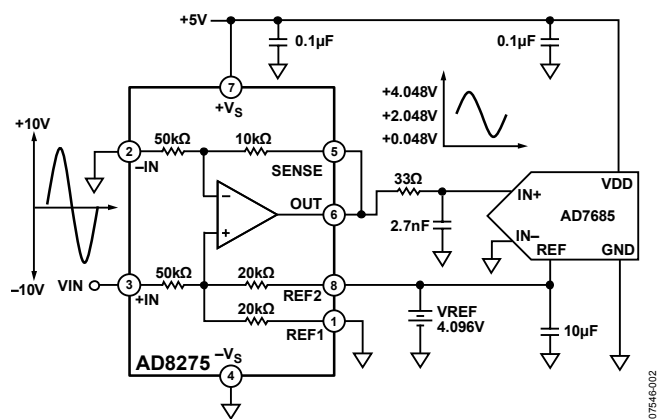 +5V
0.1µF
0.1µF
7
+VS
+4.048V
+2.048V
+0.048V
+10V
–10V
2
–IN
50kΩ
10kΩ
5
SENSE
OUT
6
33Ω
2.7nF
IN+
VDD
AD7685
IN–
REF
GND
–
+
VIN
3
+IN
50kΩ
20kΩ
8
REF2
20kΩ
1
REF1
VREF
4.096V
10µF
AD8275
–VS
4
07546-002